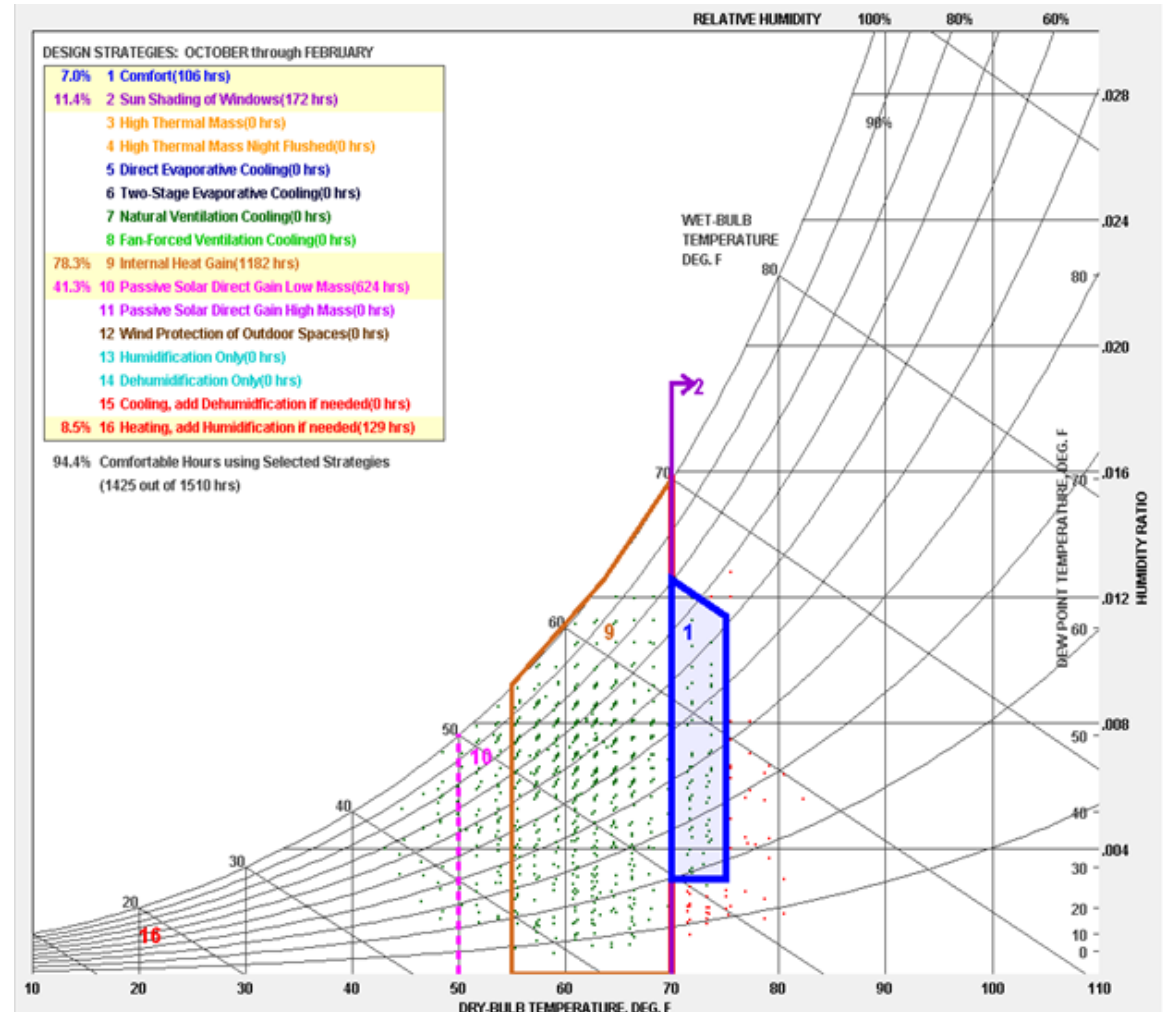 RELATIVE HUMIDITY 100% 80% 60%
DESIGN STRATEGIES: OCTOBER through FEBRUARY
7.0% 1 Comfort(106 hrs)
11.4% 2 Sun Shading of Windows(172 hrs)
3 High Thermal Mass(0 hrs)
4 High Thermal Mass Night Flushed(0 hrs)
5 Direct Evaporative Cooling(0 hrs)
6 Two-Stage Evaporative Cooling(0 hrs)
7 Natural Ventilation Cooling(0 hrs)
8 Fan-Forced Ventilation Cooling(0 hrs)
78.3% 9 Internal Heat Gain(1182 hrs)
41.3% 10 Passive Solar Direct Gain Low Mass(624 hrs)
11 Passive Solar Direct Gain High Mass(0 hrs)
12 Wind Protection of Outdoor Spaces(0 hrs)
13 Humidification Only(0 hrs)
14 Dehumidification Only(0 hrs)
15 Cooling, add Dehumidfication if needed(0 hrs)
8.5% 16 Heating, add Humidification if needed(129 hrs)
94.4% Comfortable Hours using Selected Strategies
(1425 out of 1510 hrs)
90%
WET-BULB
TEMPERATURE
DEG. F
80
70
60
50
40
30
20
2
9
1
10
16
.028
.024
.020
.016
.012
.008
.004
80
70
60
50
40
30
20
10
0
DEW POINT TEMPERATURE, DEG. F
HUMIDITY RATIO
10 20 30 40 50 60 70 80 90 100 110
DRY-BULB TEMPERATURE, DEG. F